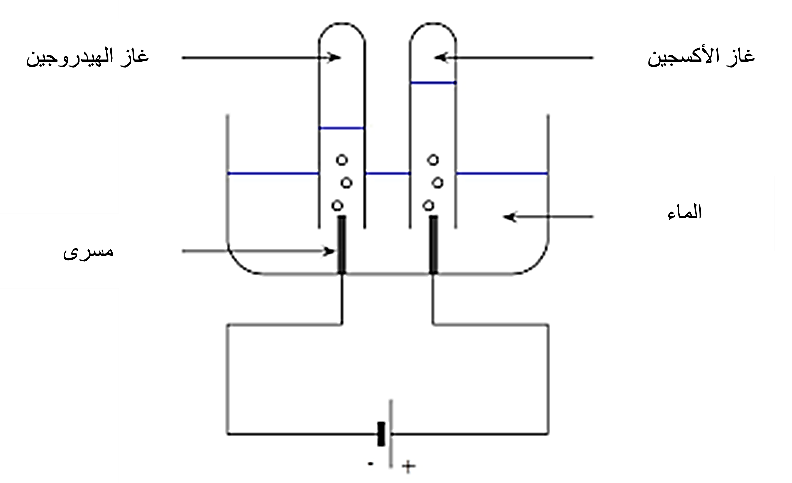 غاز الأكسجين
غاز الهيدروجين
الماء
مسرى
- +